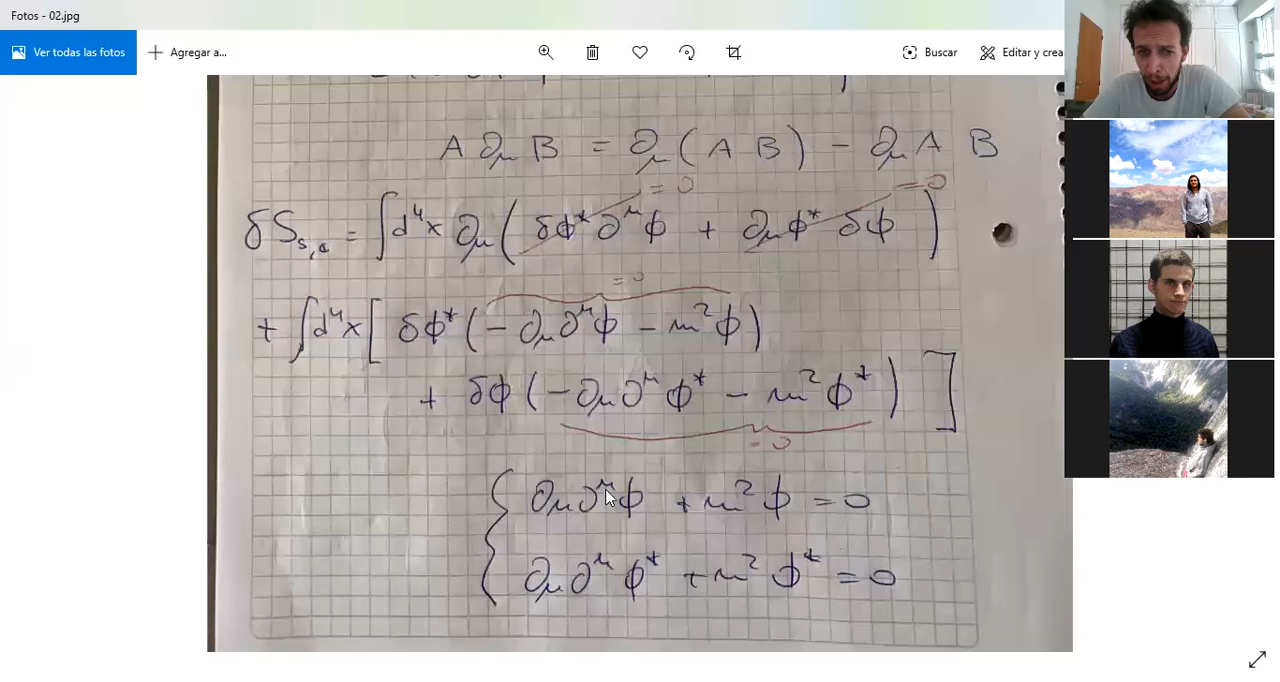 Fotos - 02.jpg
Ver todas las fotos
Agregar a...
Buscar
Editar y crea
A ∂μ B = ∂μ ( A B ) − ∂μ A B
= 0
= 0
δS_{s,a} = ∫ d⁴x ∂μ ( δϕ* ∂^μ ϕ + ∂μ ϕ* δϕ )
= 0
+ ∫ d⁴x [ δϕ* ( − ∂μ ∂^μ ϕ − m² ϕ )
+ δϕ ( − ∂μ ∂^μ ϕ* − m² ϕ* ) ]
= 0
{ ∂μ ∂^μ ϕ + m² ϕ = 0
∂μ ∂^μ ϕ* + m² ϕ* = 0